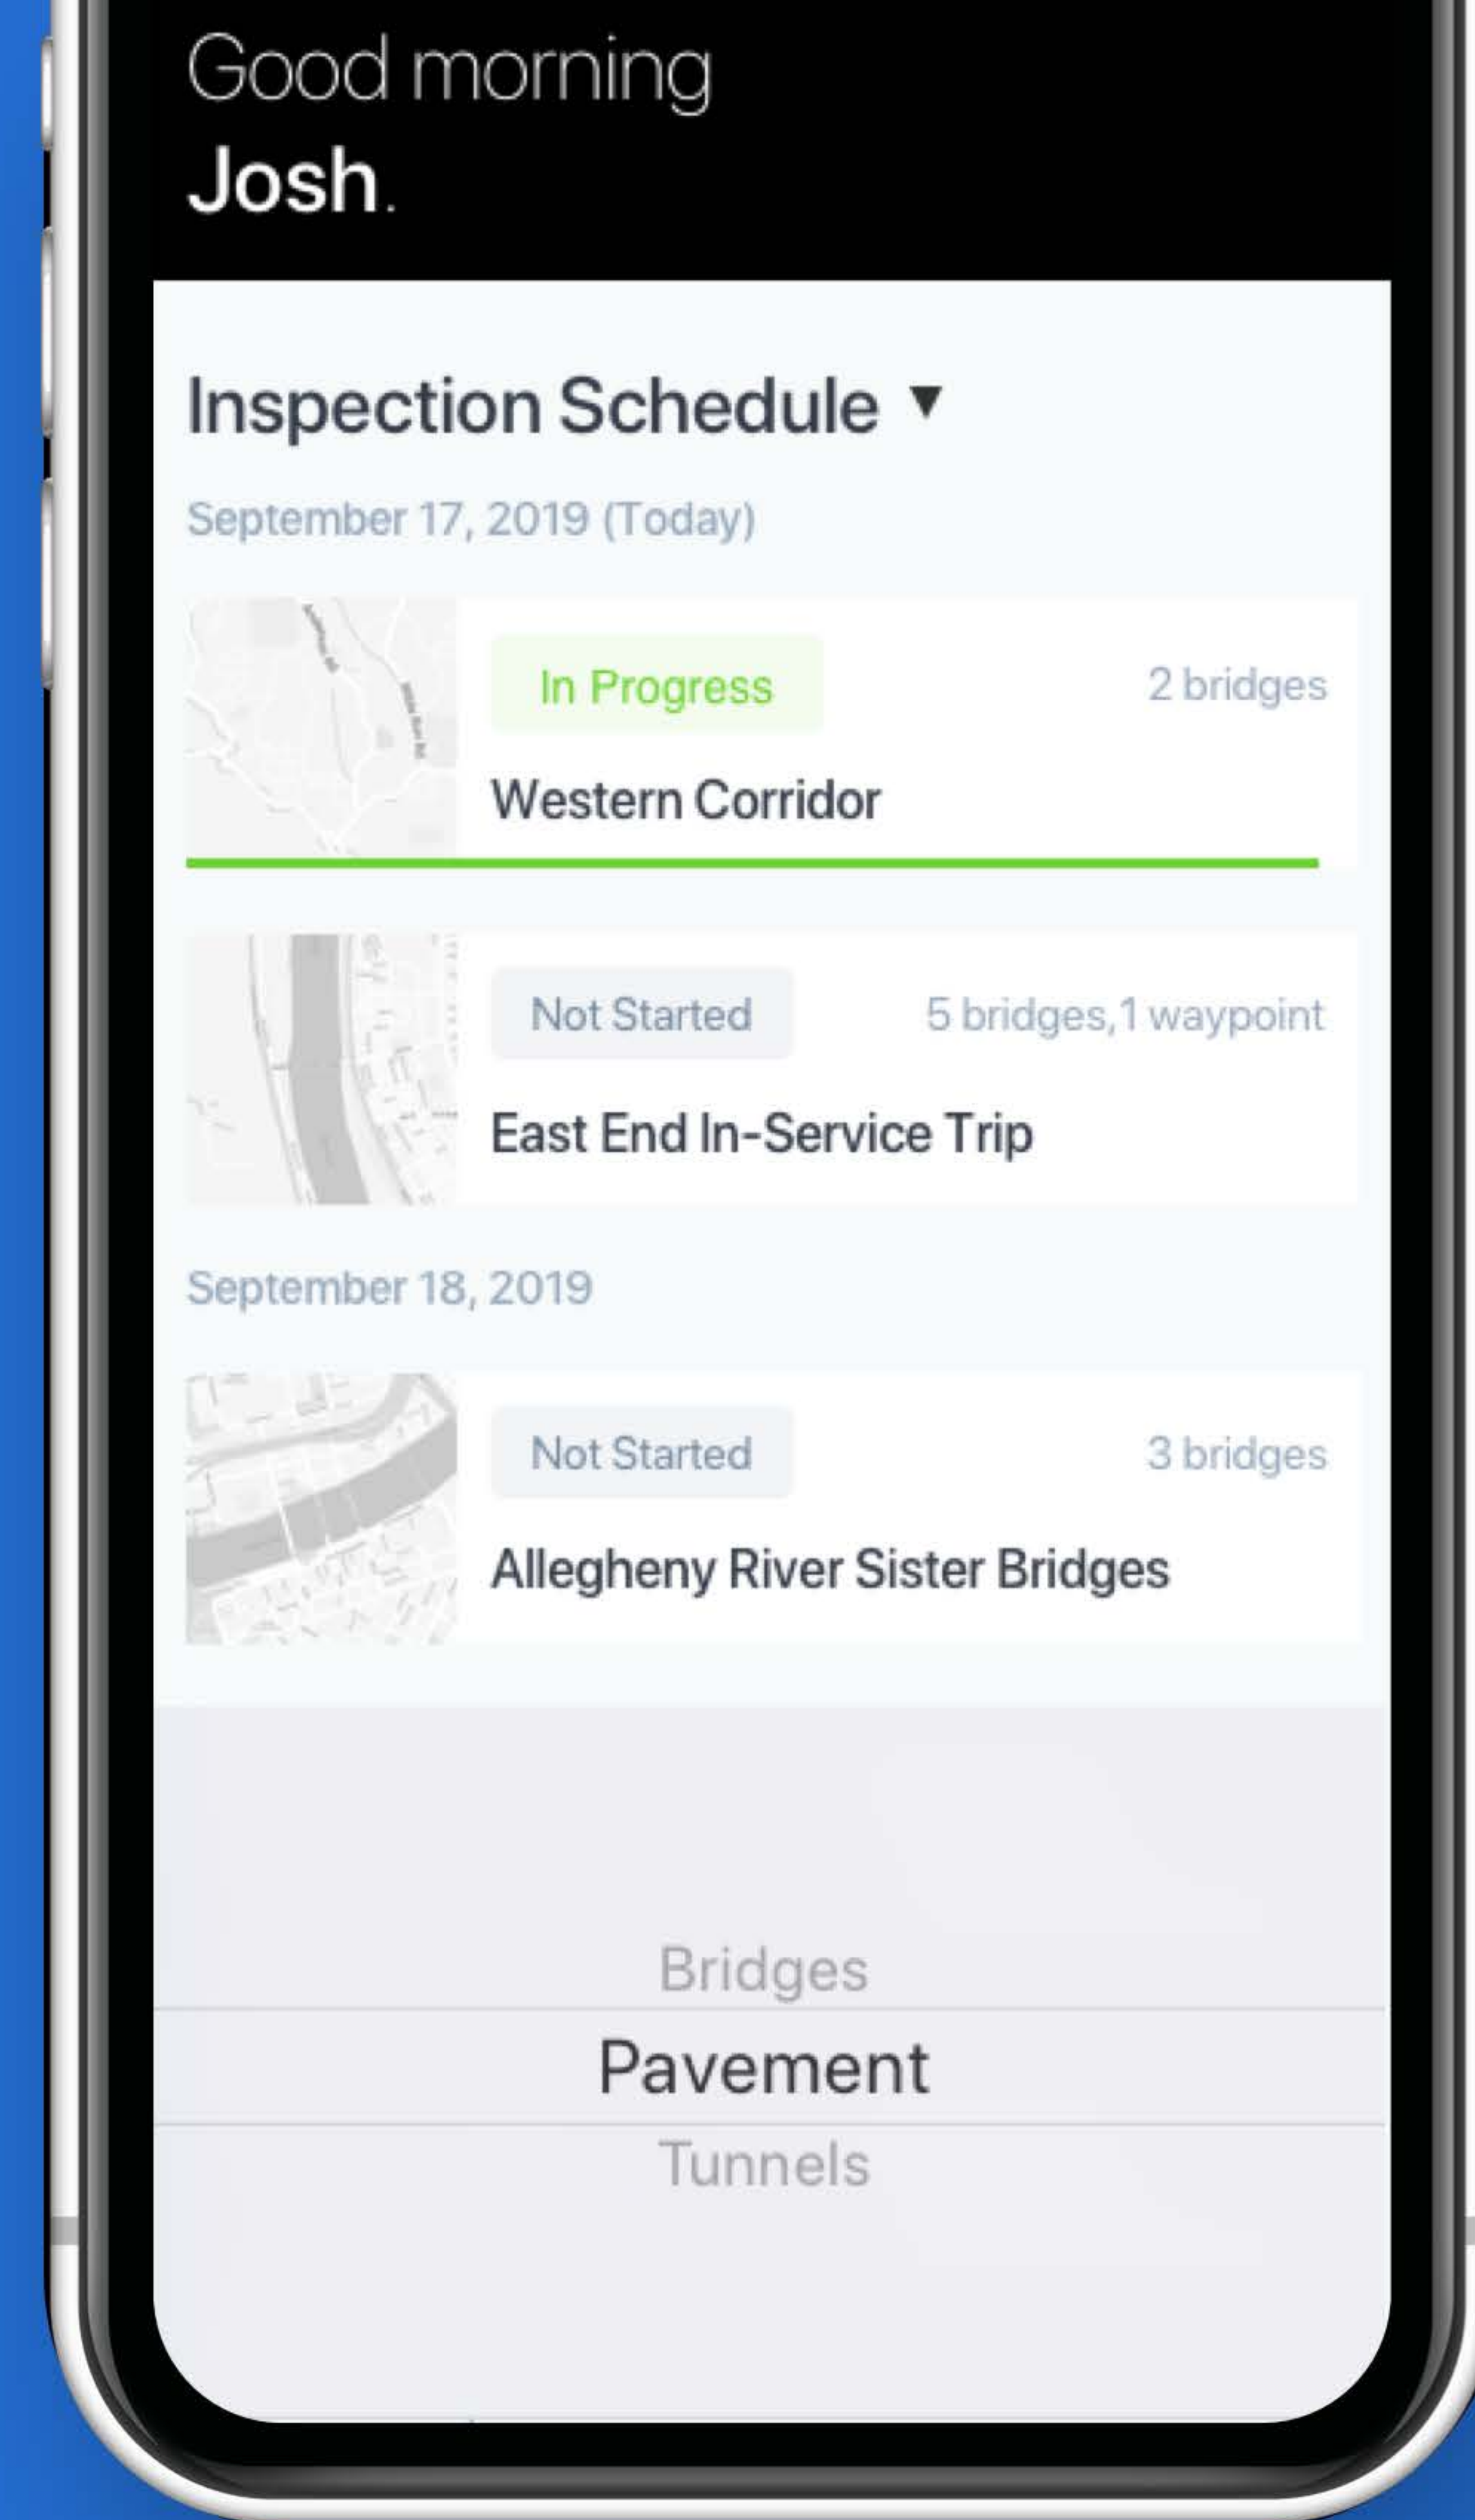 Good morning
Josh.
Inspection Schedule ▼
September 17, 2019 (Today)
In Progress
2 bridges
Western Corridor
Not Started
5 bridges,1 waypoint
East End In-Service Trip
September 18, 2019
Not Started
3 bridges
Allegheny River Sister Bridges
Bridges
Pavement
Tunnels